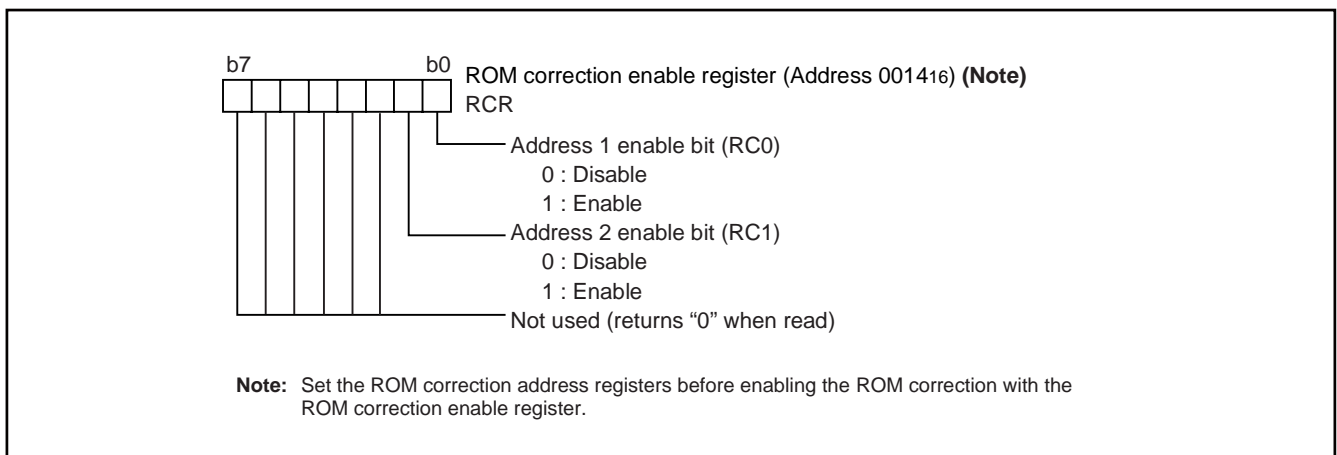 b7 b0 ROM correction enable register (Address 001416) (Note)
RCR
Address 1 enable bit (RC0)
0 : Disable
1 : Enable
Address 2 enable bit (RC1)
0 : Disable
1 : Enable
Not used (returns “0” when read)
Note: Set the ROM correction address registers before enabling the ROM correction with the
ROM correction enable register.